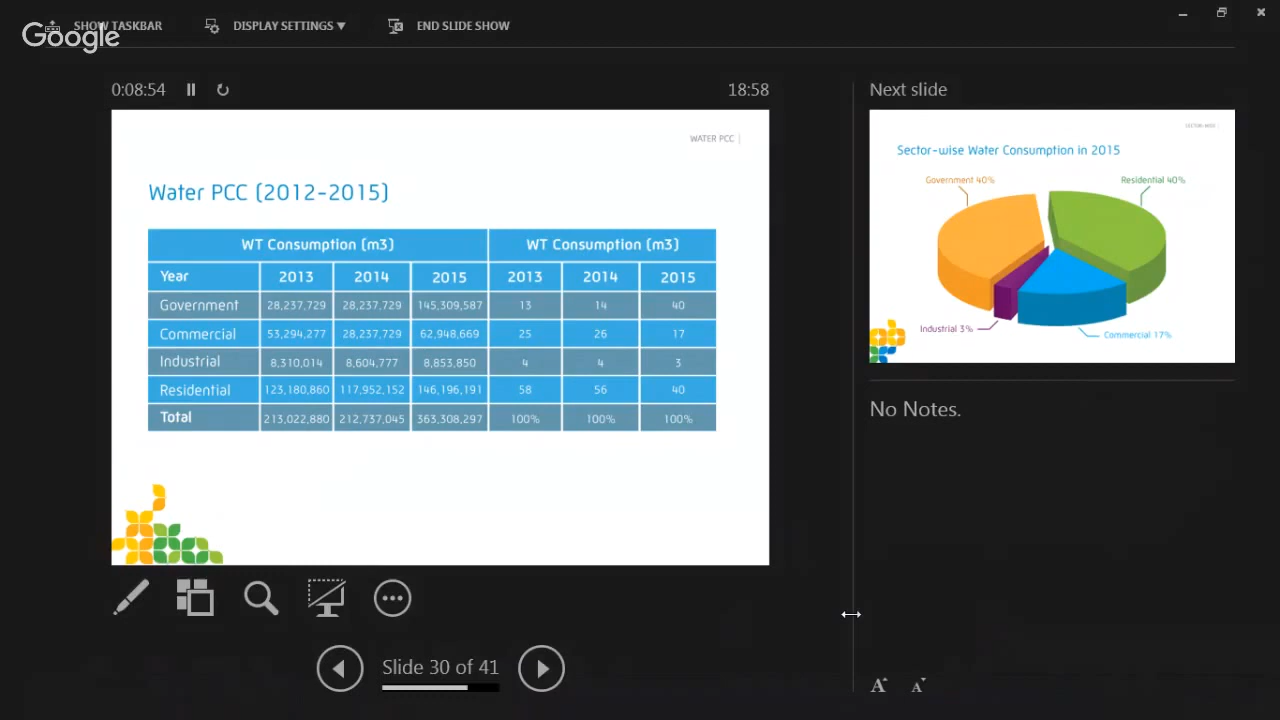 SHOW TASKBAR DISPLAY SETTINGS ▼ END SLIDE SHOW
Google
0:08:54 18:58
WATER PCC |
Water PCC (2012-2015)
WT Consumption (m3) WT Consumption (m3)
Year 2013 2014 2015 2013 2014 2015
Government 28,237,729 28,237,729 145,309,587 13 14 40
Commercial 53,294,277 28,237,729 62,948,669 25 26 17
Industrial 8,310,014 8,604,777 8,853,850 4 4 3
Residential 123,180,860 117,952,152 146,196,191 58 56 40
Total 213,022,880 212,737,045 363,308,297 100% 100% 100%
Slide 30 of 41
Next slide
Sector-wise Water Consumption in 2015
Government 40% Residential 40%
Industrial 3% Commercial 17%
No Notes.
A A